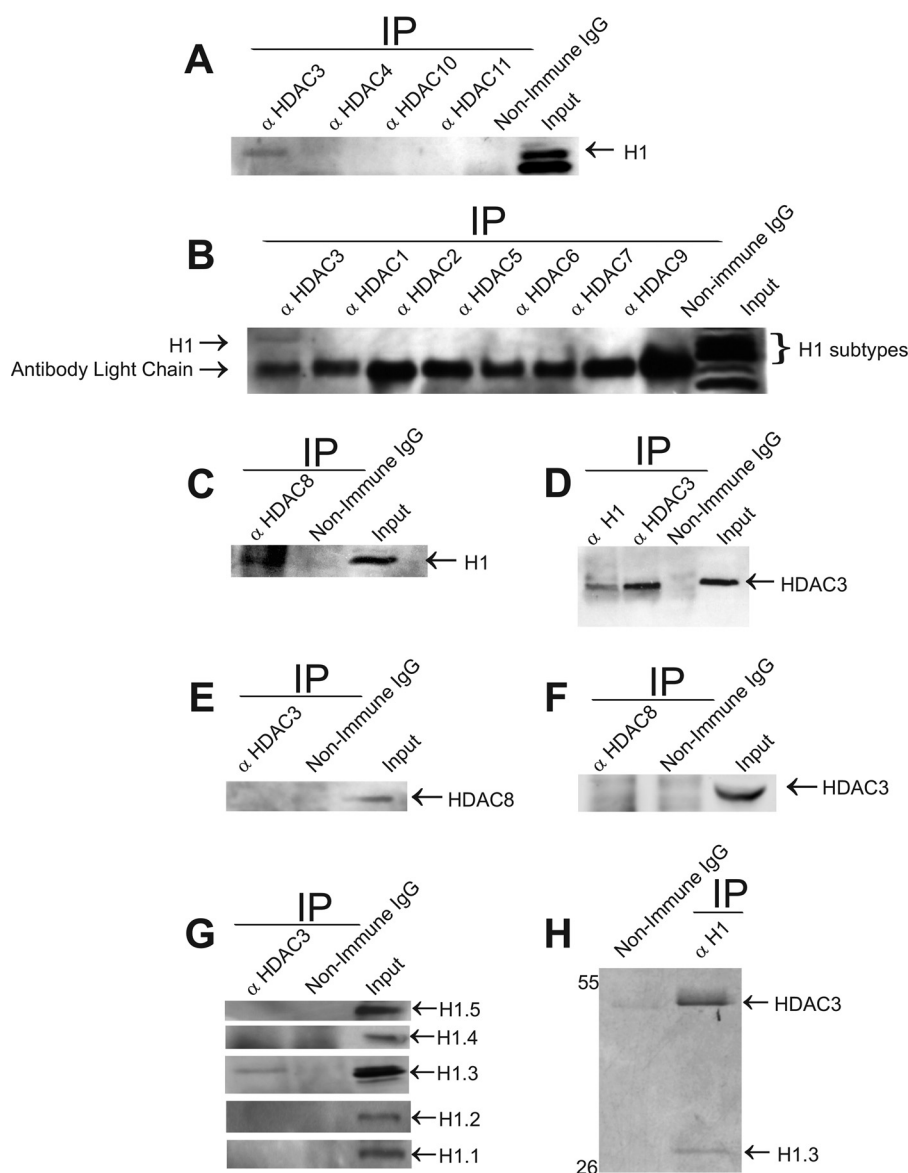 A
IP
α HDAC3
α HDAC4
α HDAC10
α HDAC11
Non-Immune IgG
Input
← H1
B
IP
α HDAC3
α HDAC1
α HDAC2
α HDAC5
α HDAC6
α HDAC7
α HDAC9
Non-immune IgG
Input
H1 →
} H1 subtypes
Antibody Light Chain →
C
IP
α HDAC8
Non-Immune IgG
Input
← H1
D
IP
α H1
α HDAC3
Non-Immune IgG
Input
← HDAC3
E
IP
α HDAC3
Non-Immune IgG
Input
← HDAC8
F
IP
α HDAC8
Non-Immune IgG
Input
← HDAC3
G
IP
α HDAC3
Non-Immune IgG
Input
← H1.5
← H1.4
← H1.3
← H1.2
← H1.1
H
Non-Immune IgG
IP
α H1
55
← HDAC3
← H1.3
26